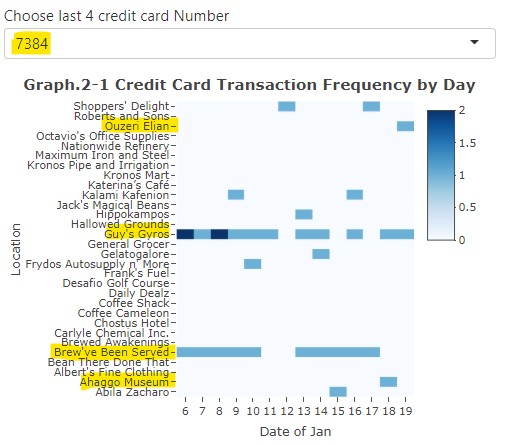 Choose last 4 credit card Number
7384
Graph.2-1 Credit Card Transaction Frequency by Day
Shoppers' Delight
Roberts and Sons
Ouzeri Elian
Octavio's Office Supplies
Nationwide Refinery
Maximum Iron and Steel
Kronos Pipe and Irrigation
Kronos Mart
Katerina's Café
Kalami Kafenion
Jack's Magical Beans
Hippokampos
Hallowed Grounds
Guy's Gyros
General Grocer
Gelatogalore
Frydos Autosupply n' More
Frank's Fuel
Desafio Golf Course
Daily Dealz
Coffee Shack
Coffee Cameleon
Chostus Hotel
Carlyle Chemical Inc.
Brewed Awakenings
Brew've Been Served
Bean There Done That
Albert's Fine Clothing
Ahaggo Museum
Abila Zacharo
Location
6 7 8 9 10 11 12 13 14 15 16 17 18 19
Date of Jan
2
1.5
1
0.5
0